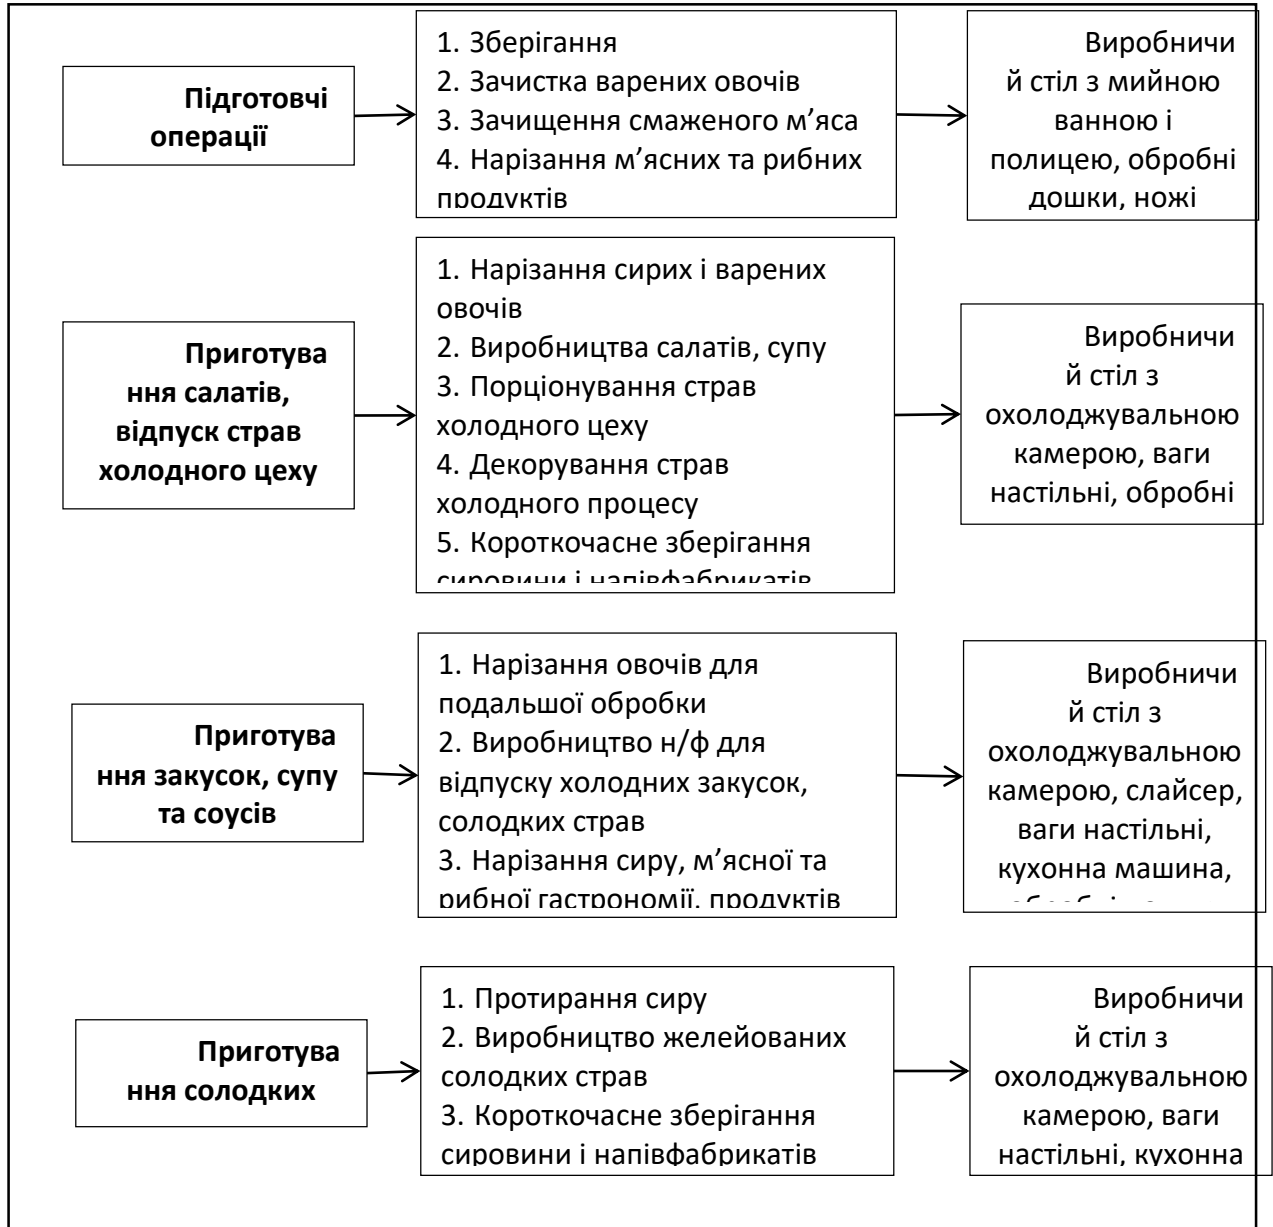 Підготовчі
операції
1. Зберігання
2. Зачистка варених овочів
3. Зачищення смаженого м’яса
4. Нарізання м’ясних та рибних
продуктів
Виробничи
й стіл з мийною
ванною і
полицею, обробні
дошки, ножі
Приготува
ння салатів,
відпуск страв
холодного цеху
1. Нарізання сирих і варених
овочів
2. Виробництва салатів, супу
3. Порціонування страв
холодного цеху
4. Декорування страв
холодного процесу
5. Короткочасне зберігання
сировини і напівфабрикатів
Виробничи
й стіл з
охолоджувальною
камерою, ваги
настільні, обробні
Приготува
ння закусок, супу
та соусів
1. Нарізання овочів для
подальшої обробки
2. Виробництво н/ф для
відпуску холодних закусок,
солодких страв
3. Нарізання сиру, м’ясної та
рибної гастрономії, продуктів
Виробничи
й стіл з
охолоджувальною
камерою, слайсер,
ваги настільні,
кухонна машина,
Приготува
ння солодких
1. Протирання сиру
2. Виробництво желейованих
солодких страв
3. Короткочасне зберігання
сировини і напівфабрикатів
Виробничи
й стіл з
охолоджувальною
камерою, ваги
настільні, кухонна